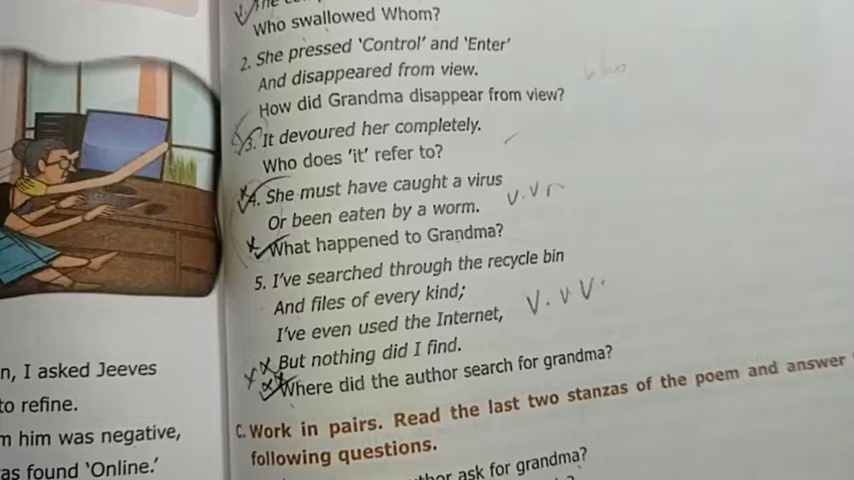 n, I asked Jeeves
to refine.
m him was negative,
as found ‘Online.’
Who swallowed Whom?
2. She pressed ‘Control’ and ‘Enter’
And disappeared from view.
How did Grandma disappear from view?
3. It devoured her completely.
Who does ‘it’ refer to?
4. She must have caught a virus
Or been eaten by a worm.
What happened to Grandma?
5. I’ve searched through the recycle bin
And files of every kind;
I’ve even used the Internet,
But nothing did I find.
Where did the author search for grandma?
C. Work in pairs. Read the last two stanzas of the poem and answer
following questions.
ask for grandma?